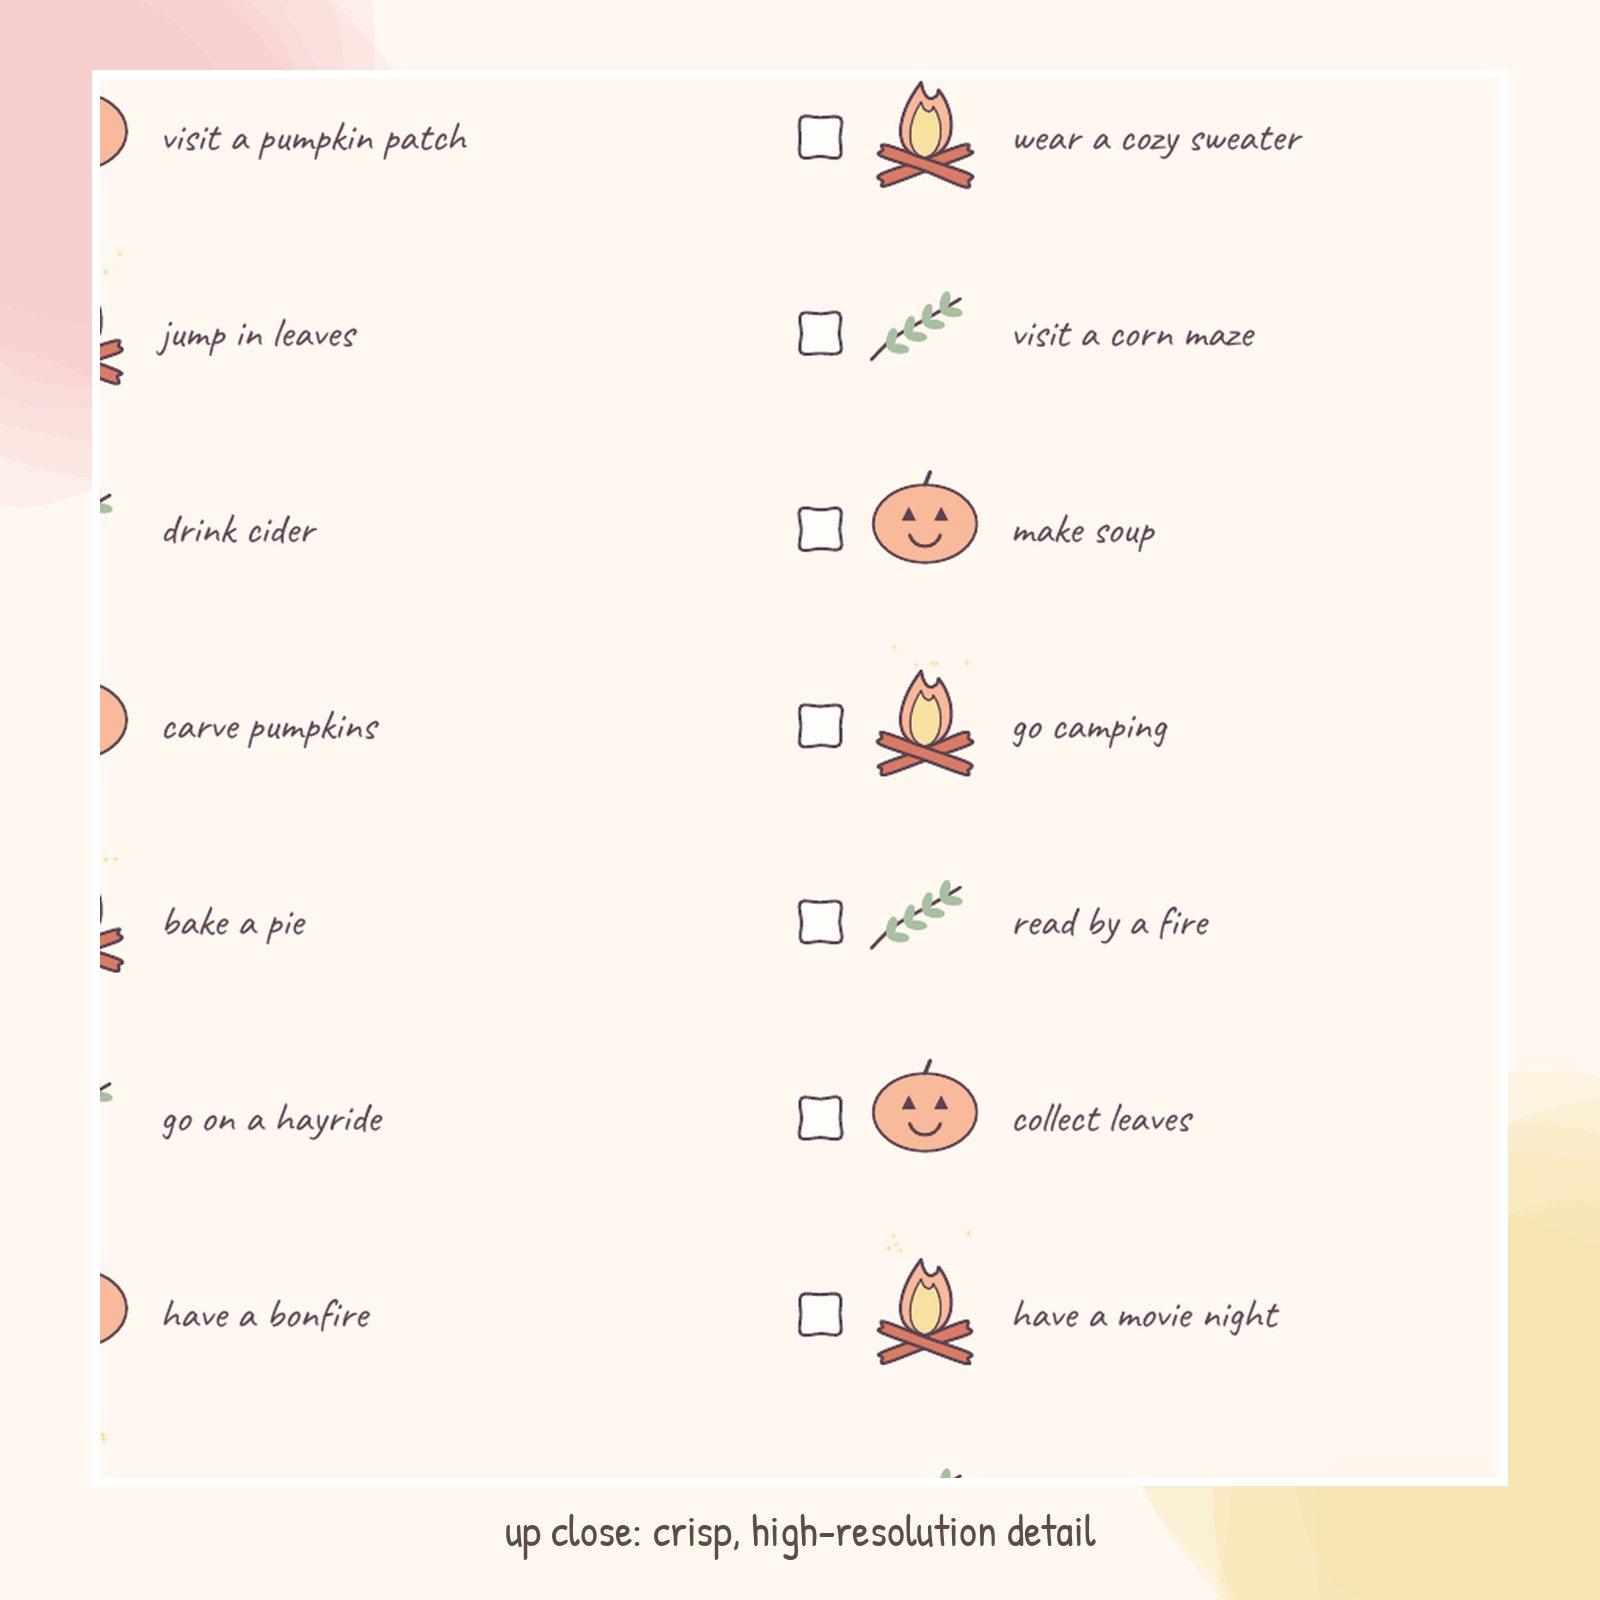 visit a pumpkin patch
jump in leaves
drink cider
carve pumpkins
bake a pie
go on a hayride
have a bonfire
wear a cozy sweater
visit a corn maze
make soup
go camping
read by a fire
collect leaves
have a movie night
up close: crisp, high-resolution detail